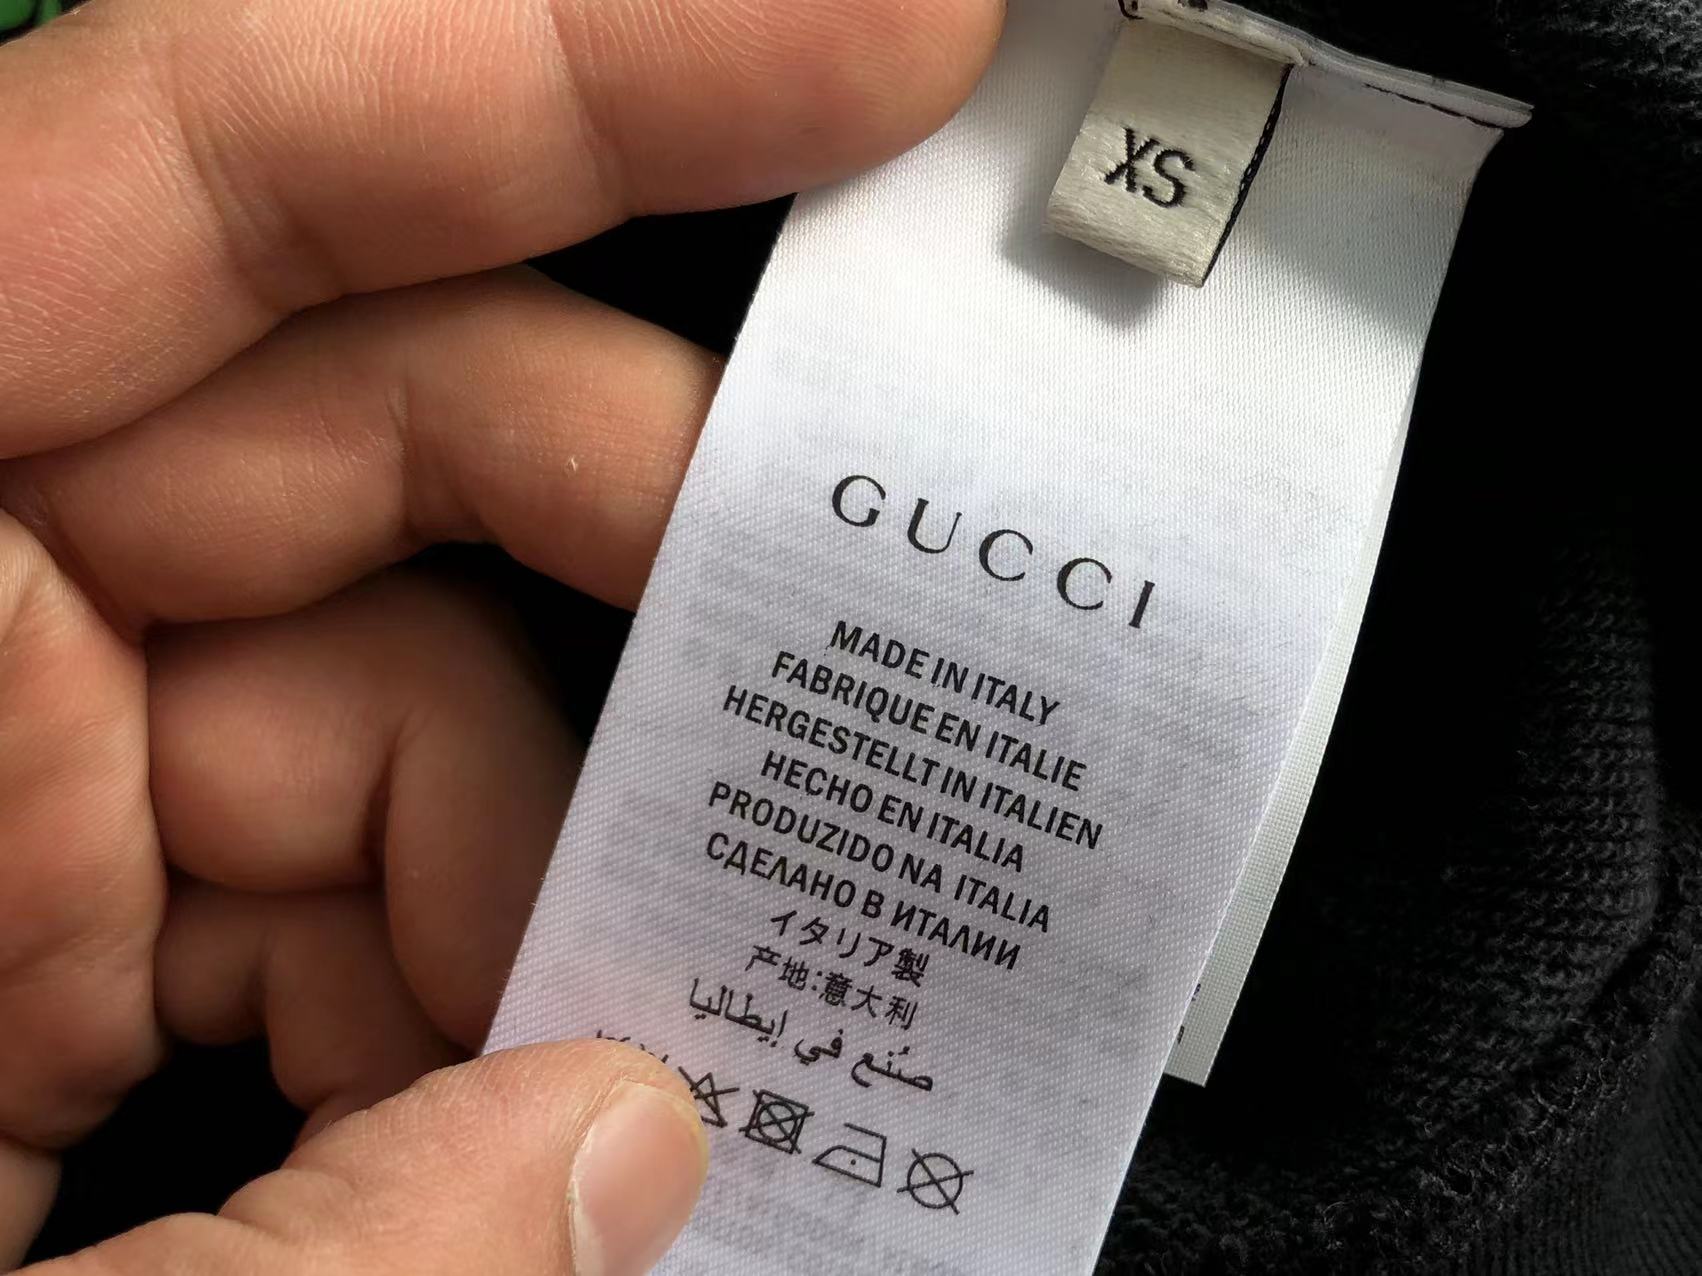 XS
GUCCI
MADE IN ITALY
FABRIQUE EN ITALIE
HERGESTELLT IN ITALIEN
HECHO EN ITALIA
PRODUZIDO NA ITALIA
СДЕЛАНО В ИТАЛИИ
イタリア製
产地:意大利
صُنع في إيطاليا